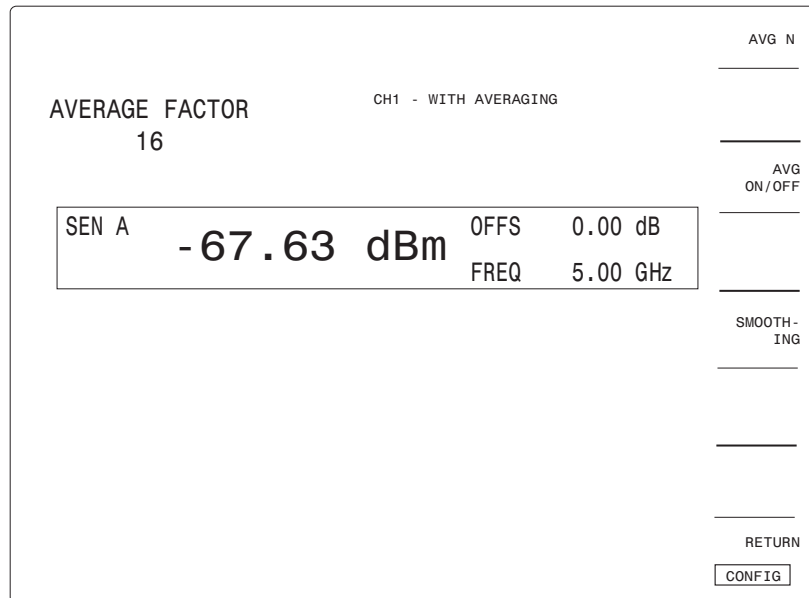 AVG N
AVERAGE FACTOR
16
CH1 - WITH AVERAGING
AVG
ON/OFF
SEN A
-67.63 dBm
OFFS 0.00 dB
FREQ 5.00 GHz
SMOOTH-
ING
RETURN
CONFIG